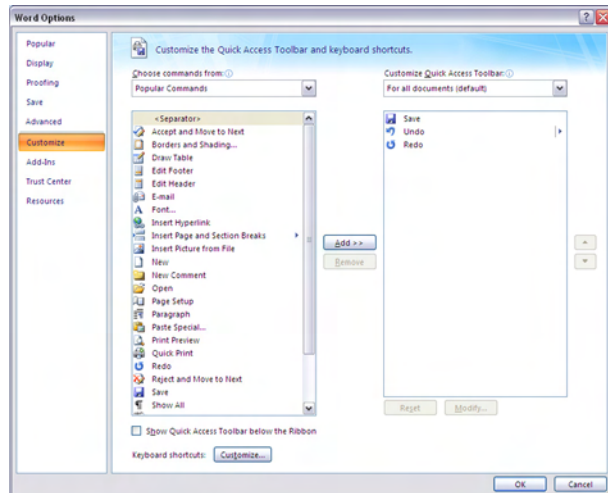 Word Options
Popular
Display
Proofing
Save
Advanced
Customize
Add-Ins
Trust Center
Resources
Customize the Quick Access Toolbar and keyboard shortcuts.
Choose commands from:
Popular Commands
<Separator>
Accept and Move to Next
Borders and Shading...
Draw Table
Edit Footer
Edit Header
E-mail
Font...
Insert Hyperlink
Insert Page and Section Breaks
Insert Picture from File
New
New Comment
Open
Page Setup
Paragraph
Paste Special...
Print Preview
Quick Print
Redo
Reject and Move to Next
Save
Show All
Add >>
Remove
Customize Quick Access Toolbar:
For all documents (default)
Save
Undo
Redo
Reset
Modify...
Show Quick Access Toolbar below the Ribbon
Keyboard shortcuts:
Customize...
OK
Cancel